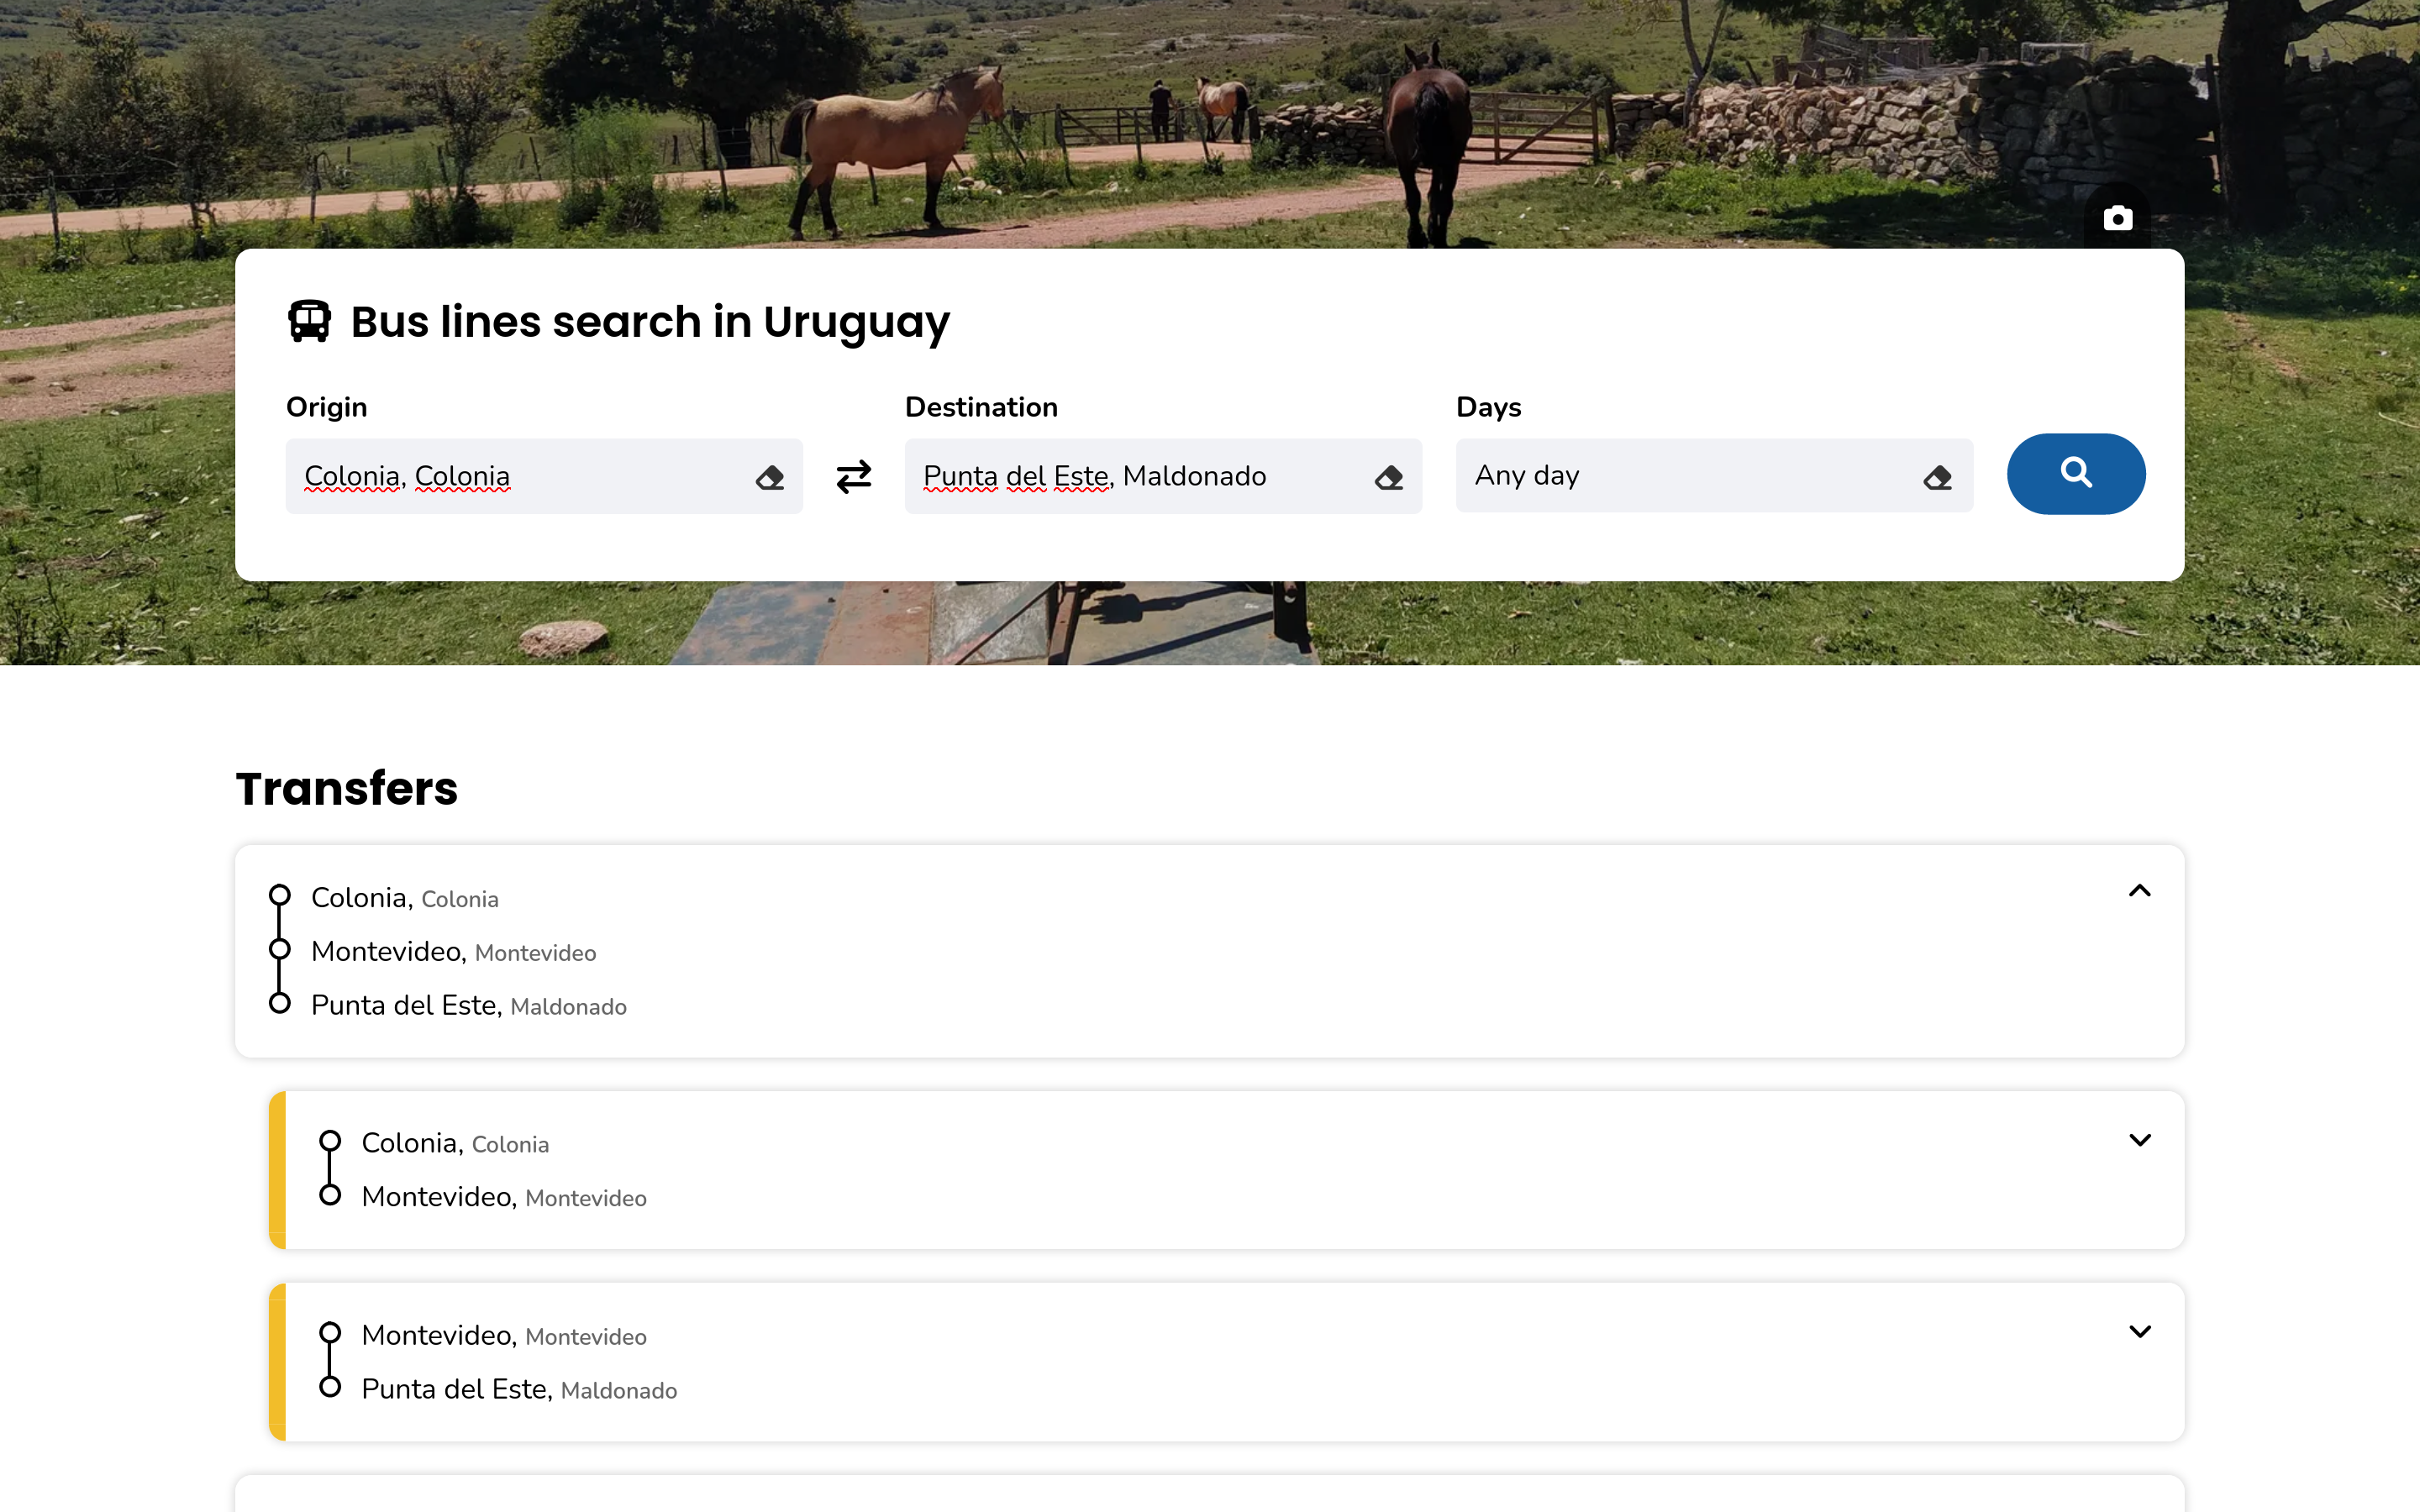 Bus lines search in Uruguay
Origin
Destination
Days
Colonia, Colonia
Punta del Este, Maldonado
Any day
Transfers
Colonia, Colonia
Montevideo, Montevideo
Punta del Este, Maldonado
Colonia, Colonia
Montevideo, Montevideo
Montevideo, Montevideo
Punta del Este, Maldonado